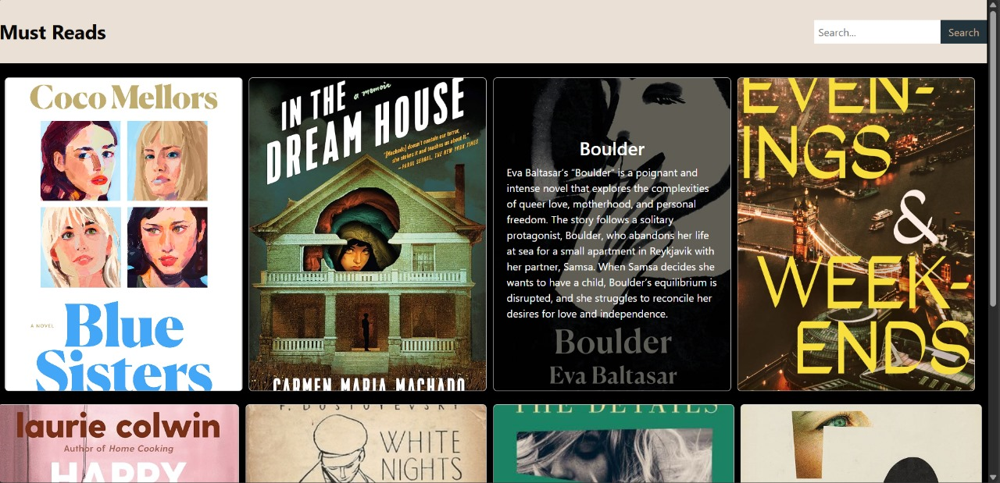 Must Reads
Search...
Search
Coco Mellors
A NOVEL
Blue
Sisters
IN THE
a memoir
DREAM HOUSE
"[Machado] doesn't contain our terror;
she stokes it and teaches us about it."
—PARUL SEHGAL, THE NEW YORK TIMES
CARMEN MARIA MACHADO
Boulder
Eva Baltasar’s “Boulder” is a poignant and
intense novel that explores the complexities
of queer love, motherhood, and personal
freedom. The story follows a solitary
protagonist, Boulder, who abandons her life
at sea for a small apartment in Reykjavik with
her partner, Samsa. When Samsa decides she
wants to have a child, Boulder’s equilibrium is
disrupted, and she struggles to reconcile her
desires for love and independence.
Boulder
Eva Baltasar
EVEN-
INGS
&
WEEK-
ENDS
laurie colwin
Author of Home Cooking
HAPPY
F. DOSTOYEVSKY
WHITE
NIGHTS
THE DETAILS